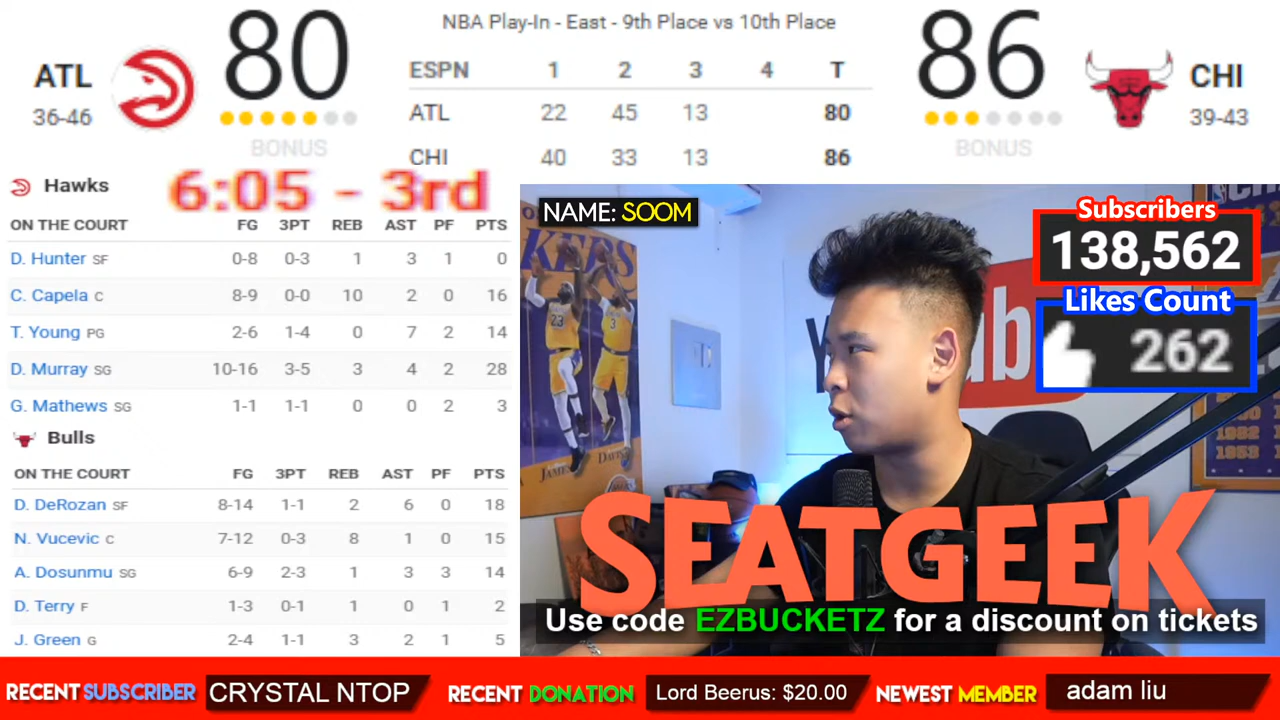 NBA Play-In - East - 9th Place vs 10th Place
ATL
36-46
80
BONUS
ESPN 1 2 3 4 T
ATL 22 45 13 80
CHI 40 33 13 86
86
BONUS
CHI
39-43
Hawks
6:05 - 3rd
ON THE COURT FG 3PT REB AST PF PTS
D. Hunter SF 0-8 0-3 1 3 1 0
C. Capela C 8-9 0-0 10 2 0 16
T. Young PG 2-6 1-4 0 7 2 14
D. Murray SG 10-16 3-5 3 4 2 28
G. Mathews SG 1-1 1-1 0 0 2 3
Bulls
ON THE COURT FG 3PT REB AST PF PTS
D. DeRozan SF 8-14 1-1 2 6 0 18
N. Vucevic C 7-12 0-3 8 1 0 15
A. Dosunmu SG 6-9 2-3 1 3 3 14
D. Terry F 1-3 0-1 1 0 1 2
J. Green G 2-4 1-1 3 2 1 5
NAME: SOOM
Subscribers
138,562
Likes Count
262
KERS
23
3
JAMES
DAVIS
SEATGEEK
Use code EZBUCKETZ for a discount on tickets
RECENT SUBSCRIBER CRYSTAL NTOP
RECENT DONATION Lord Beerus: $20.00
NEWEST MEMBER adam liu